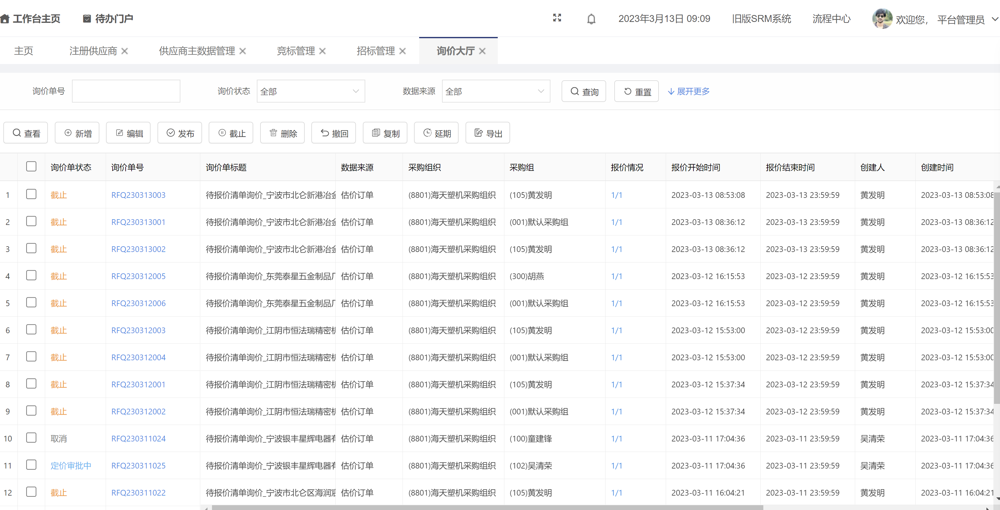 工作台主页 待办门户 2023年3月13日 09:09 旧版SRM系统 流程中心 欢迎您, 平台管理员
主页 注册供应商 供应商主数据管理 竞标管理 招标管理 询价大厅
询价单号 询价状态 全部 数据来源 全部 查询 重置 展开更多
查看 新增 编辑 发布 截止 删除 撤回 复制 延期 导出
询价单状态 询价单号 询价单标题 数据来源 采购组织 采购组 报价情况 报价开始时间 报价结束时间 创建人 创建时间
1 截止 RFQ230313003 待报价清单询价_宁波市北仑新港冶金 估价订单 (8801)海天塑机采购组织 (105)黄发明 1/1 2023-03-13 08:53:08 2023-03-13 23:59:59 黄发明 2023-03-13 08:53:08
2 截止 RFQ230313001 待报价清单询价_宁波市北仑新港冶金 估价订单 (8801)海天塑机采购组织 (001)默认采购组 1/1 2023-03-13 08:36:12 2023-03-13 23:59:59 黄发明 2023-03-13 08:36:12
3 截止 RFQ230313002 待报价清单询价_宁波市北仑新港冶金 估价订单 (8801)海天塑机采购组织 (105)黄发明 1/1 2023-03-13 08:36:12 2023-03-13 23:59:59 黄发明 2023-03-13 08:36:12
4 截止 RFQ230312005 待报价清单询价_东莞泰星五金制品厂 估价订单 (8801)海天塑机采购组织 (300)胡燕 1/1 2023-03-12 16:15:53 2023-03-12 23:59:59 黄发明 2023-03-12 16:15:53
5 截止 RFQ230312006 待报价清单询价_东莞泰星五金制品厂 估价订单 (8801)海天塑机采购组织 (001)默认采购组 1/1 2023-03-12 16:15:53 2023-03-12 23:59:59 黄发明 2023-03-12 16:15:53
6 截止 RFQ230312003 待报价清单询价_江阴市恒法瑞精密机 估价订单 (8801)海天塑机采购组织 (105)黄发明 1/1 2023-03-12 15:53:00 2023-03-12 23:59:59 黄发明 2023-03-12 15:53:00
7 截止 RFQ230312004 待报价清单询价_江阴市恒法瑞精密机 估价订单 (8801)海天塑机采购组织 (001)默认采购组 1/1 2023-03-12 15:53:00 2023-03-12 23:59:59 黄发明 2023-03-12 15:53:00
8 截止 RFQ230312001 待报价清单询价_江阴市恒法瑞精密机 估价订单 (8801)海天塑机采购组织 (105)黄发明 1/1 2023-03-12 15:37:34 2023-03-12 23:59:59 黄发明 2023-03-12 15:37:34
9 截止 RFQ230312002 待报价清单询价_江阴市恒法瑞精密机 估价订单 (8801)海天塑机采购组织 (001)默认采购组 1/1 2023-03-12 15:37:34 2023-03-12 23:59:59 黄发明 2023-03-12 15:37:34
10 取消 RFQ230311024 待报价清单询价_宁波银丰星辉电器有 估价订单 (8801)海天塑机采购组织 (100)童建锋 1/1 2023-03-11 17:04:36 2023-03-11 23:59:59 吴清荣 2023-03-11 17:04:36
11 定价审批中 RFQ230311025 待报价清单询价_宁波银丰星辉电器有 估价订单 (8801)海天塑机采购组织 (102)吴清荣 1/1 2023-03-11 17:04:36 2023-03-11 23:59:59 吴清荣 2023-03-11 17:04:36
12 截止 RFQ230311022 待报价清单询价_宁波市北仑区海润宸 估价订单 (8801)海天塑机采购组织 (105)黄发明 1/1 2023-03-11 16:04:21 2023-03-11 23:59:59 黄发明 2023-03-11 16:04:21